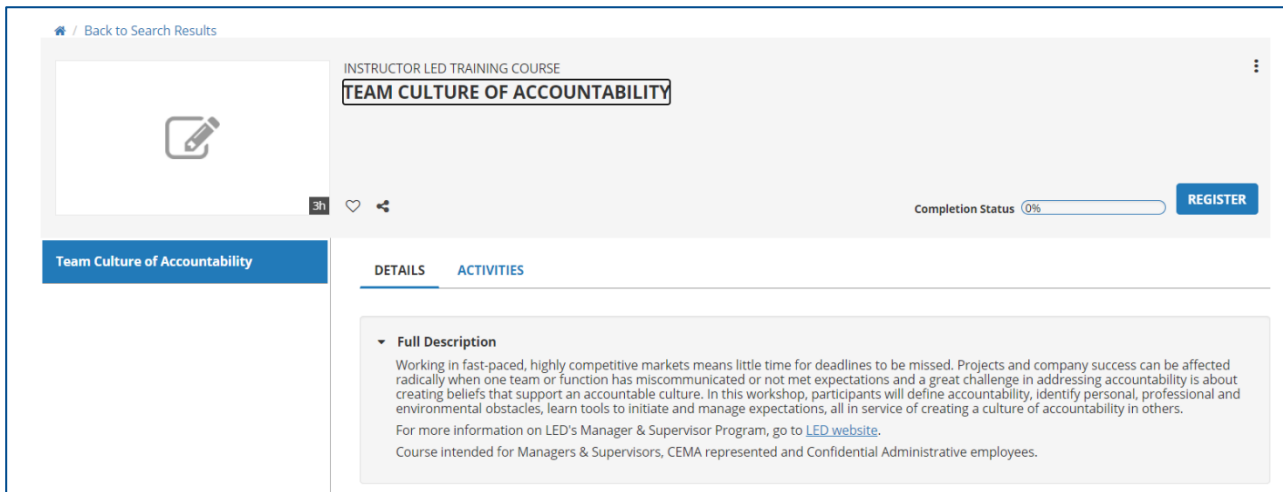 / Back to Search Results
INSTRUCTOR LED TRAINING COURSE
TEAM CULTURE OF ACCOUNTABILITY
3h
Completion Status 0%
REGISTER
Team Culture of Accountability
DETAILS ACTIVITIES
Full Description
Working in fast-paced, highly competitive markets means little time for deadlines to be missed. Projects and company success can be affected
radically when one team or function has miscommunicated or not met expectations and a great challenge in addressing accountability is about
creating beliefs that support an accountable culture. In this workshop, participants will define accountability, identify personal, professional and
environmental obstacles, learn tools to initiate and manage expectations, all in service of creating a culture of accountability in others.
For more information on LED's Manager & Supervisor Program, go to LED website.
Course intended for Managers & Supervisors, CEMA represented and Confidential Administrative employees.